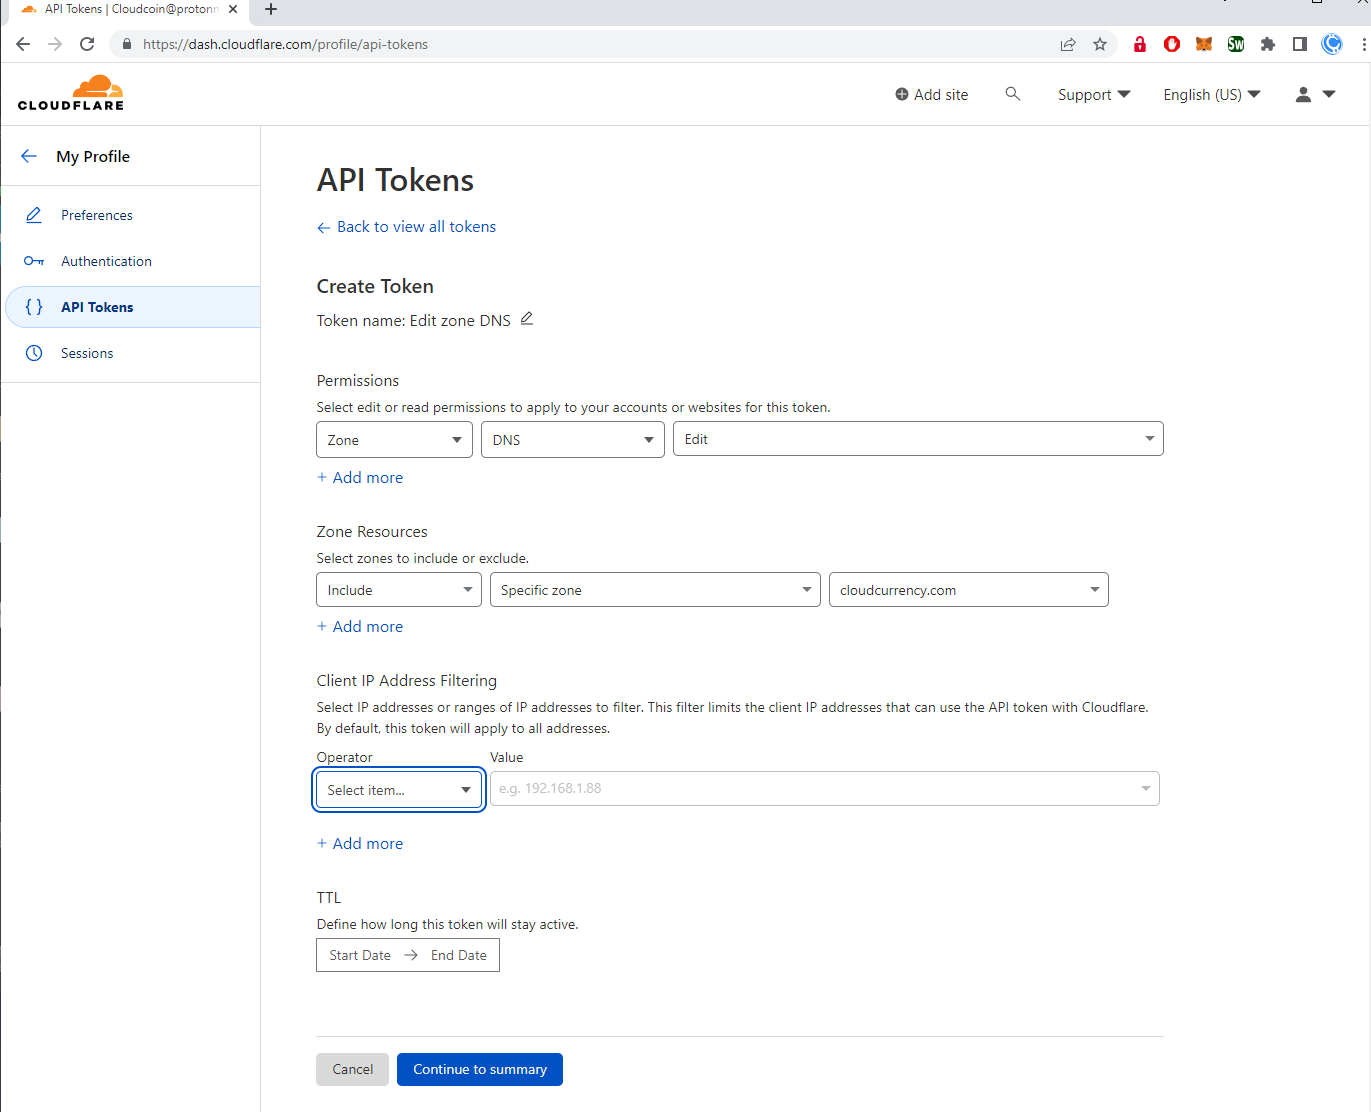 API Tokens | Cloudcoin@protonn
https://dash.cloudflare.com/profile/api-tokens
SW
CLOUDFLARE
Add site
Support
English (US)
My Profile
Preferences
Authentication
API Tokens
Sessions
API Tokens
← Back to view all tokens
Create Token
Token name: Edit zone DNS
Permissions
Select edit or read permissions to apply to your accounts or websites for this token.
Zone DNS Edit
+ Add more
Zone Resources
Select zones to include or exclude.
Include Specific zone cloudcurrency.com
+ Add more
Client IP Address Filtering
Select IP addresses or ranges of IP addresses to filter. This filter limits the client IP addresses that can use the API token with Cloudflare.
By default, this token will apply to all addresses.
Operator Value
Select item... e.g. 192.168.1.88
+ Add more
TTL
Define how long this token will stay active.
Start Date → End Date
Cancel Continue to summary